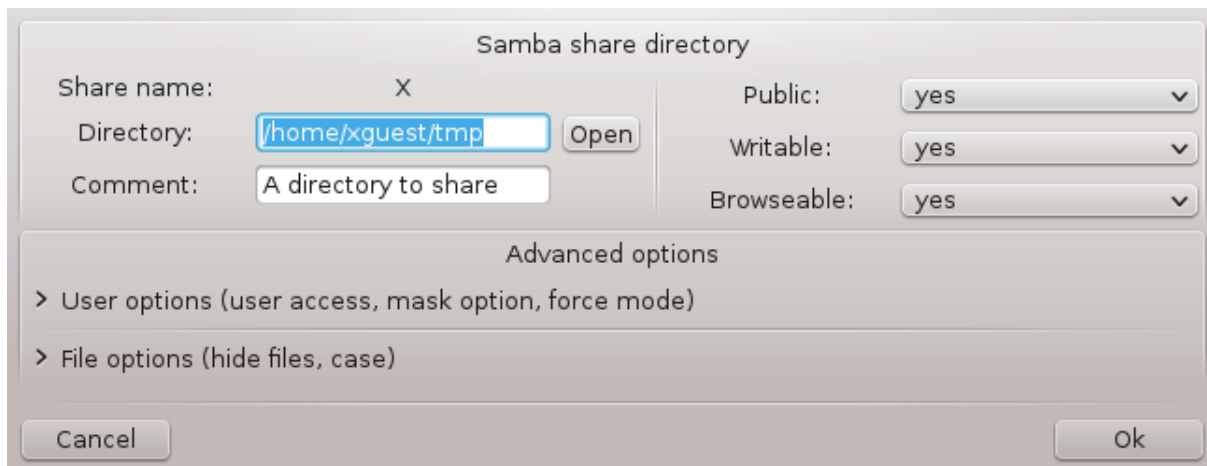 Samba share directory
Share name: X
Directory: /home/xguest/tmp Open
Comment: A directory to share
Public: yes
Writable: yes
Browseable: yes
Advanced options
> User options (user access, mask option, force mode)
> File options (hide files, case)
Cancel Ok